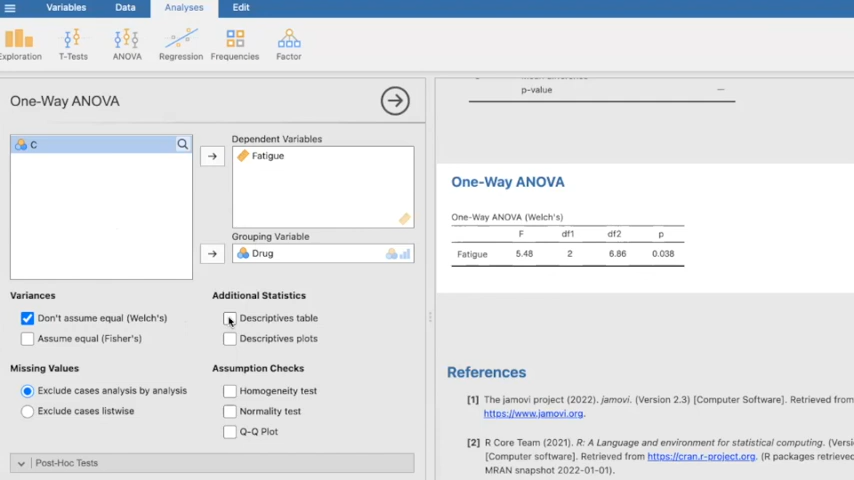 Variables Data Analyses Edit
Exploration T-Tests ANOVA Regression Frequencies Factor
One-Way ANOVA
C
Dependent Variables
Fatigue
Grouping Variable
Drug
Variances
Don't assume equal (Welch's)
Assume equal (Fisher's)
Additional Statistics
Descriptives table
Descriptives plots
Missing Values
Exclude cases analysis by analysis
Exclude cases listwise
Assumption Checks
Homogeneity test
Normality test
Q-Q Plot
Post-Hoc Tests
p-value —
One-Way ANOVA
One-Way ANOVA (Welch's)
F df1 df2 p
Fatigue 5.48 2 6.86 0.038
References
[1] The jamovi project (2022). jamovi. (Version 2.3) [Computer Software]. Retrieved from
https://www.jamovi.org.
[2] R Core Team (2021). R: A Language and environment for statistical computing. (Versi
[Computer software]. Retrieved from https://cran.r-project.org. (R packages retrieved
MRAN snapshot 2022-01-01).